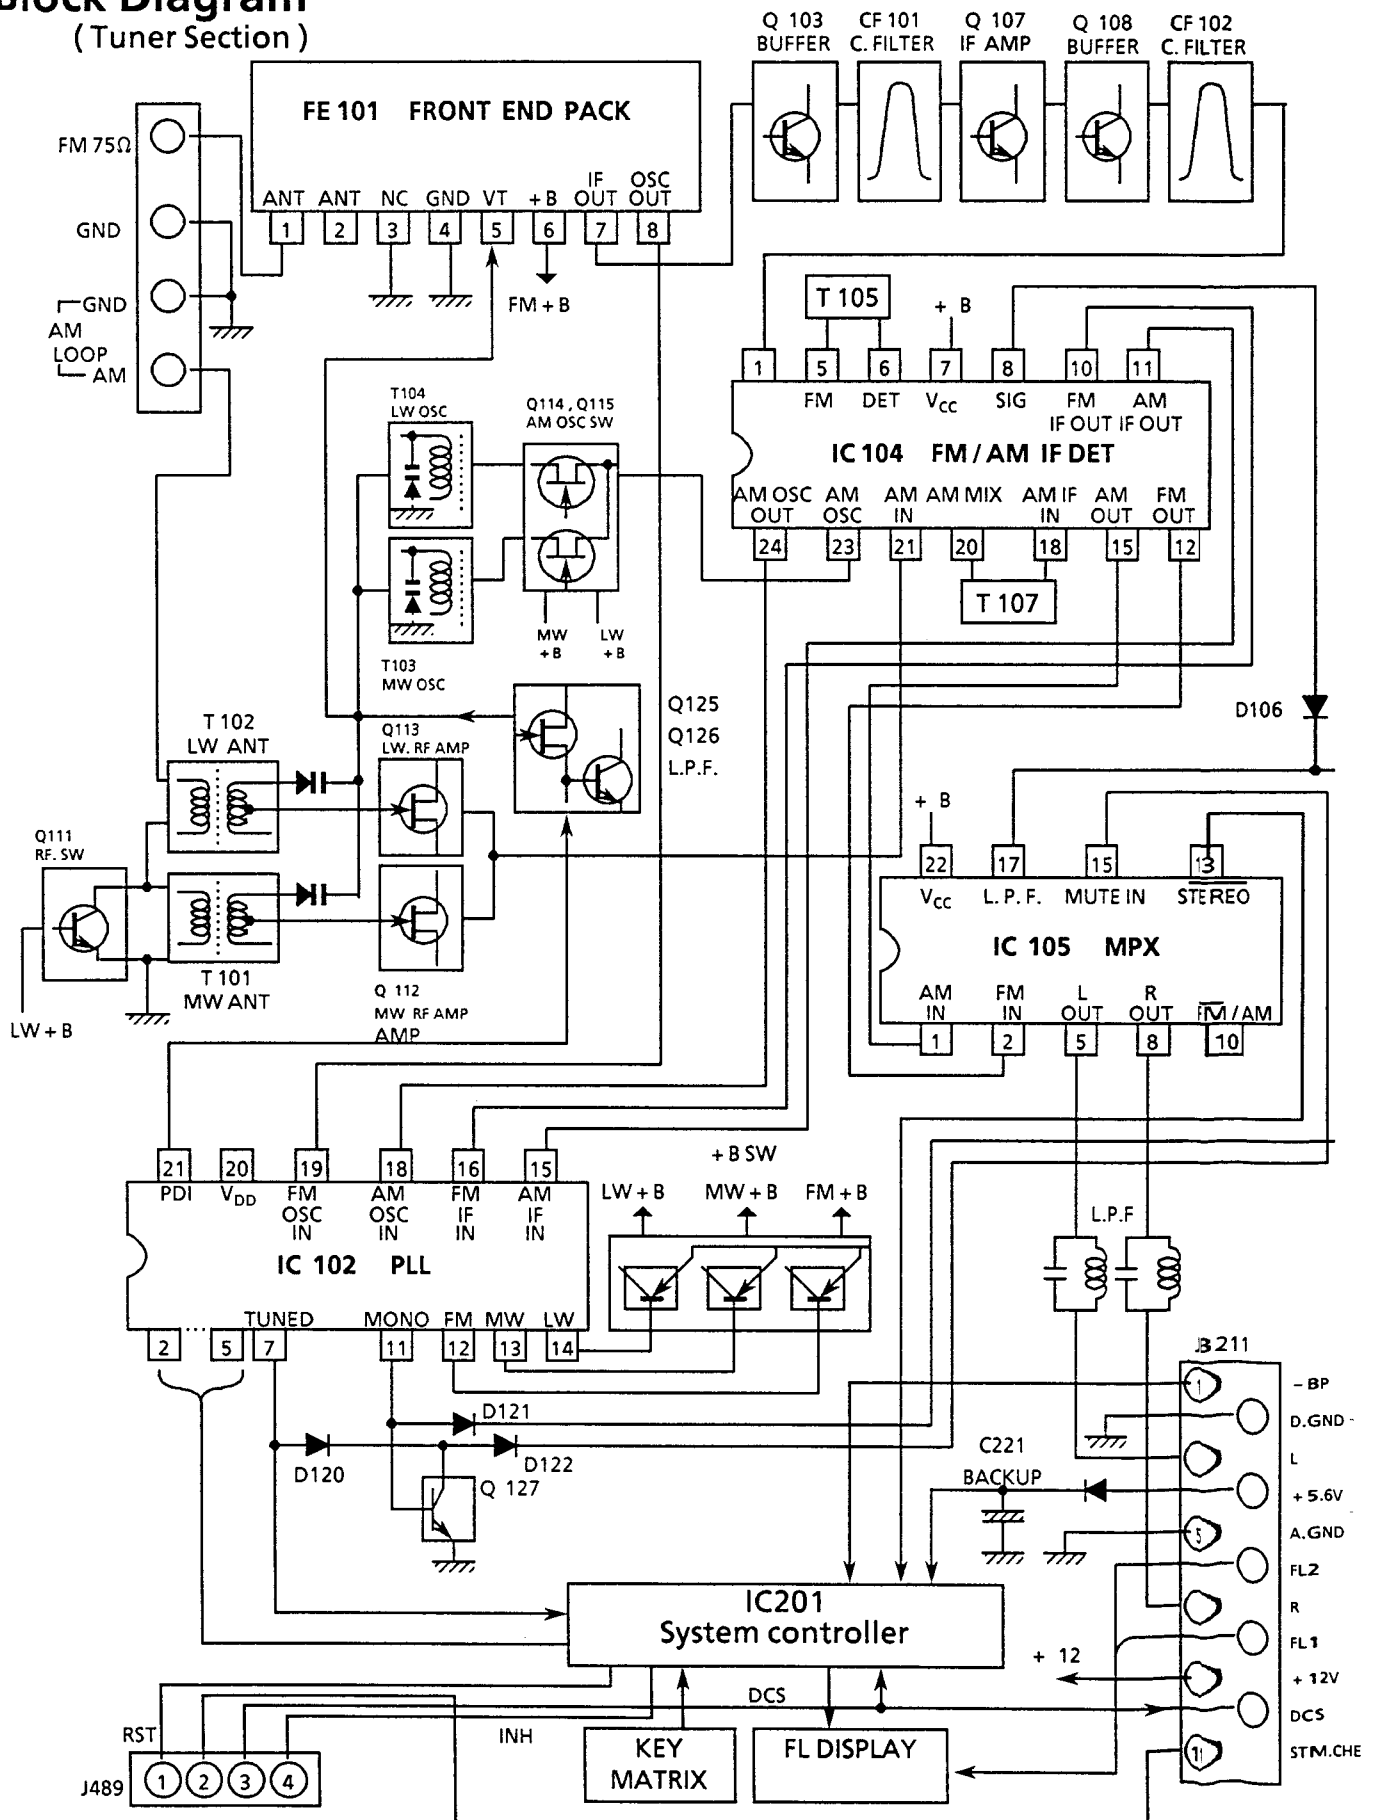 Block Diagram
( Tuner Section )
Q 103
BUFFER
CF 101
C. FILTER
Q 107
IF AMP
Q 108
BUFFER
CF 102
C. FILTER
FE 101 FRONT END PACK
ANT ANT NC GND VT +B IF OUT OSC OUT
1 2 3 4 5 6 7 8
FM + B
FM 75Ω
GND
GND
AM
LOOP
AM
T 105
+ B
1 5 6 7 8 10 11
FM DET VCC SIG FM IF OUT AM IF OUT
IC 104 FM / AM IF DET
AM OSC OUT AM OSC AM IN AM MIX AM IF IN AM OUT FM OUT
24 23 21 20 18 15 12
T 107
T104
LW OSC
Q114 , Q115
AM OSC SW
MW
+ B
LW
+ B
T103
MW OSC
Q125
Q126
L.P.F.
D106
T 102
LW ANT
Q113
LW. RF AMP
Q111
RF. SW
LW + B
T 101
MW ANT
Q 112
MW RF AMP
AMP
+ B
22 17 15 13
VCC L. P. F. MUTE IN STEREO
IC 105 MPX
AM IN FM IN L OUT R OUT FM / AM
1 2 5 8 10
21 20 19 18 16 15
PDI VDD FM OSC IN AM OSC IN FM IF IN AM IF IN
IC 102 PLL
TUNED MONO FM MW LW
2 ... 5 7 11 12 13 14
+ B SW
LW + B MW + B FM + B
L.P.F
D121
D120
D122
Q 127
C221
BACKUP
J3211
1
5
11
– BP
D.GND
L
+ 5.6V
A.GND
FL2
R
FL1
+ 12V
DCS
STM.CHE
IC201
System controller
+ 12
DCS
RST
INH
J489
1 2 3 4
KEY
MATRIX
FL DISPLAY